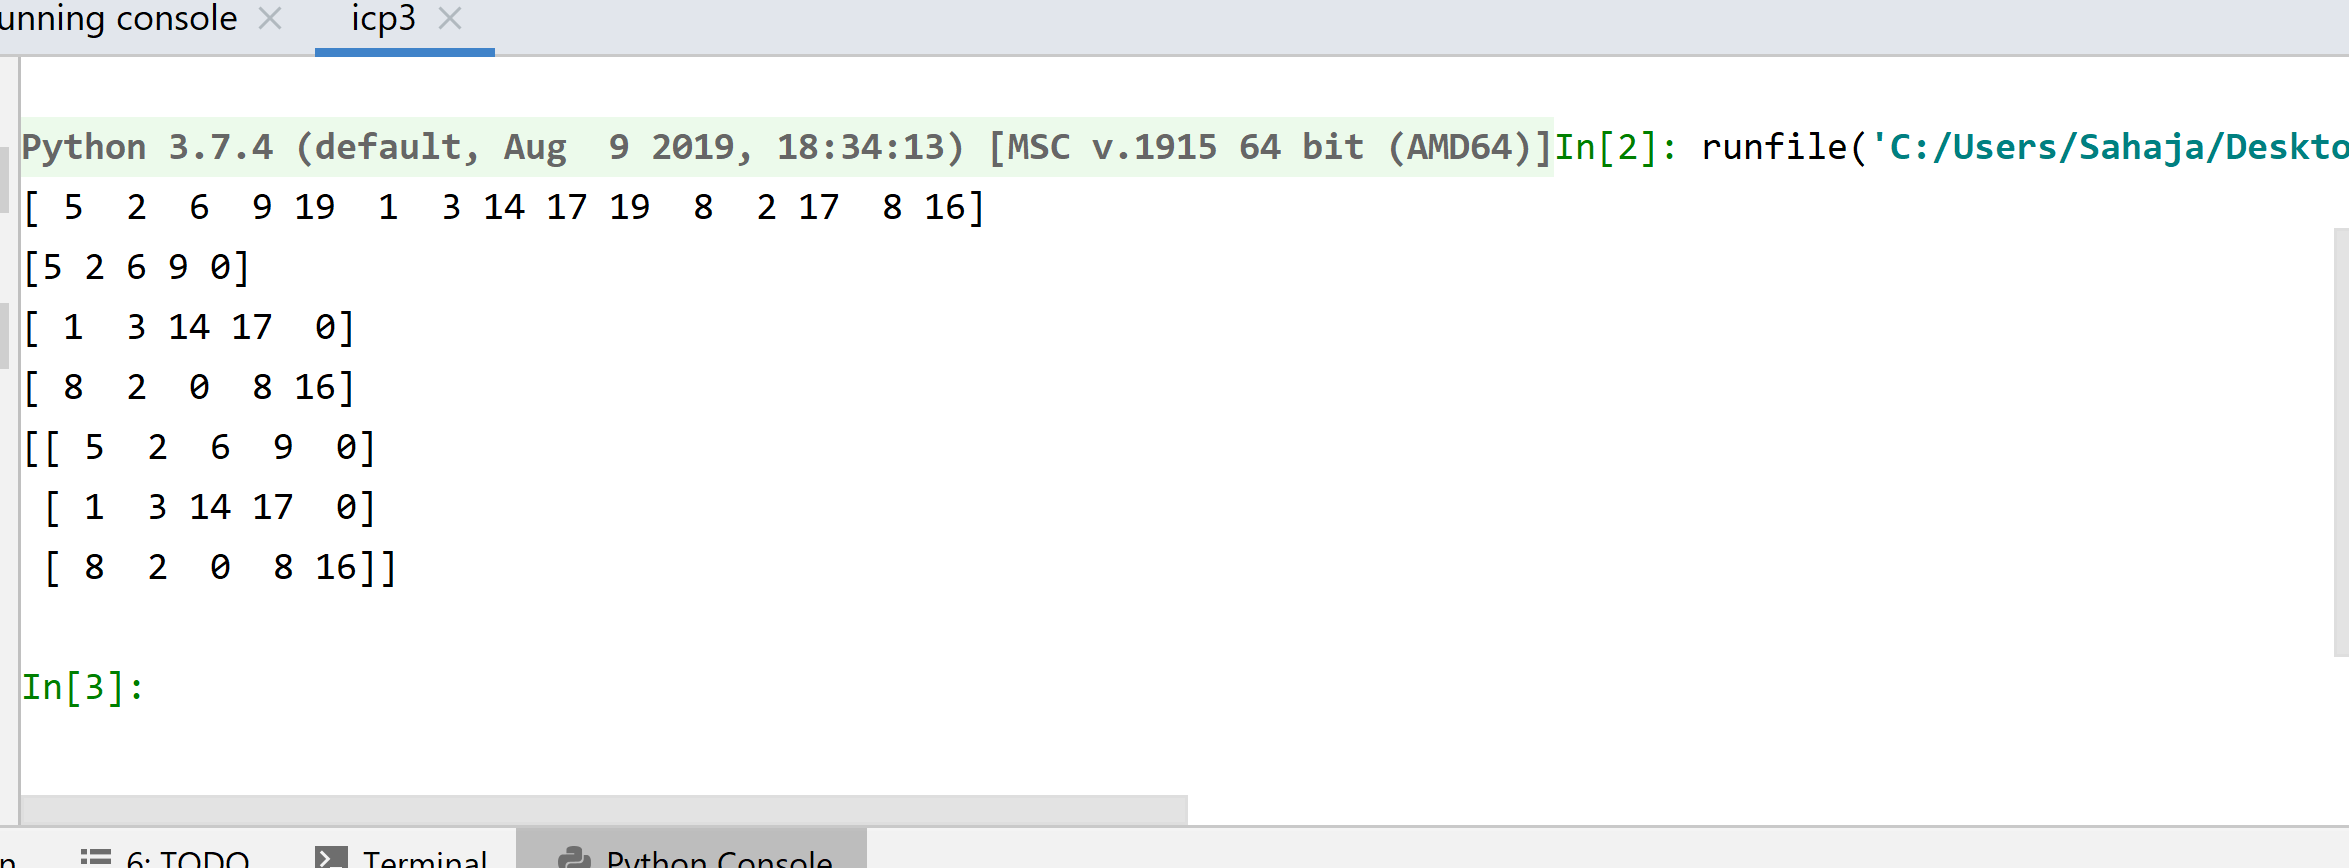 unning console icp3
Python 3.7.4 (default, Aug  9 2019, 18:34:13) [MSC v.1915 64 bit (AMD64)]In[2]: runfile('C:/Users/Sahaja/Deskto
[ 5  2  6  9 19  1  3 14 17 19  8  2 17  8 16]
[5 2 6 9 0]
[ 1  3 14 17  0]
[ 8  2  0  8 16]
[[ 5  2  6  9  0]
 [ 1  3 14 17  0]
 [ 8  2  0  8 16]]
In[3]:
n 6: TODO Terminal Python Console